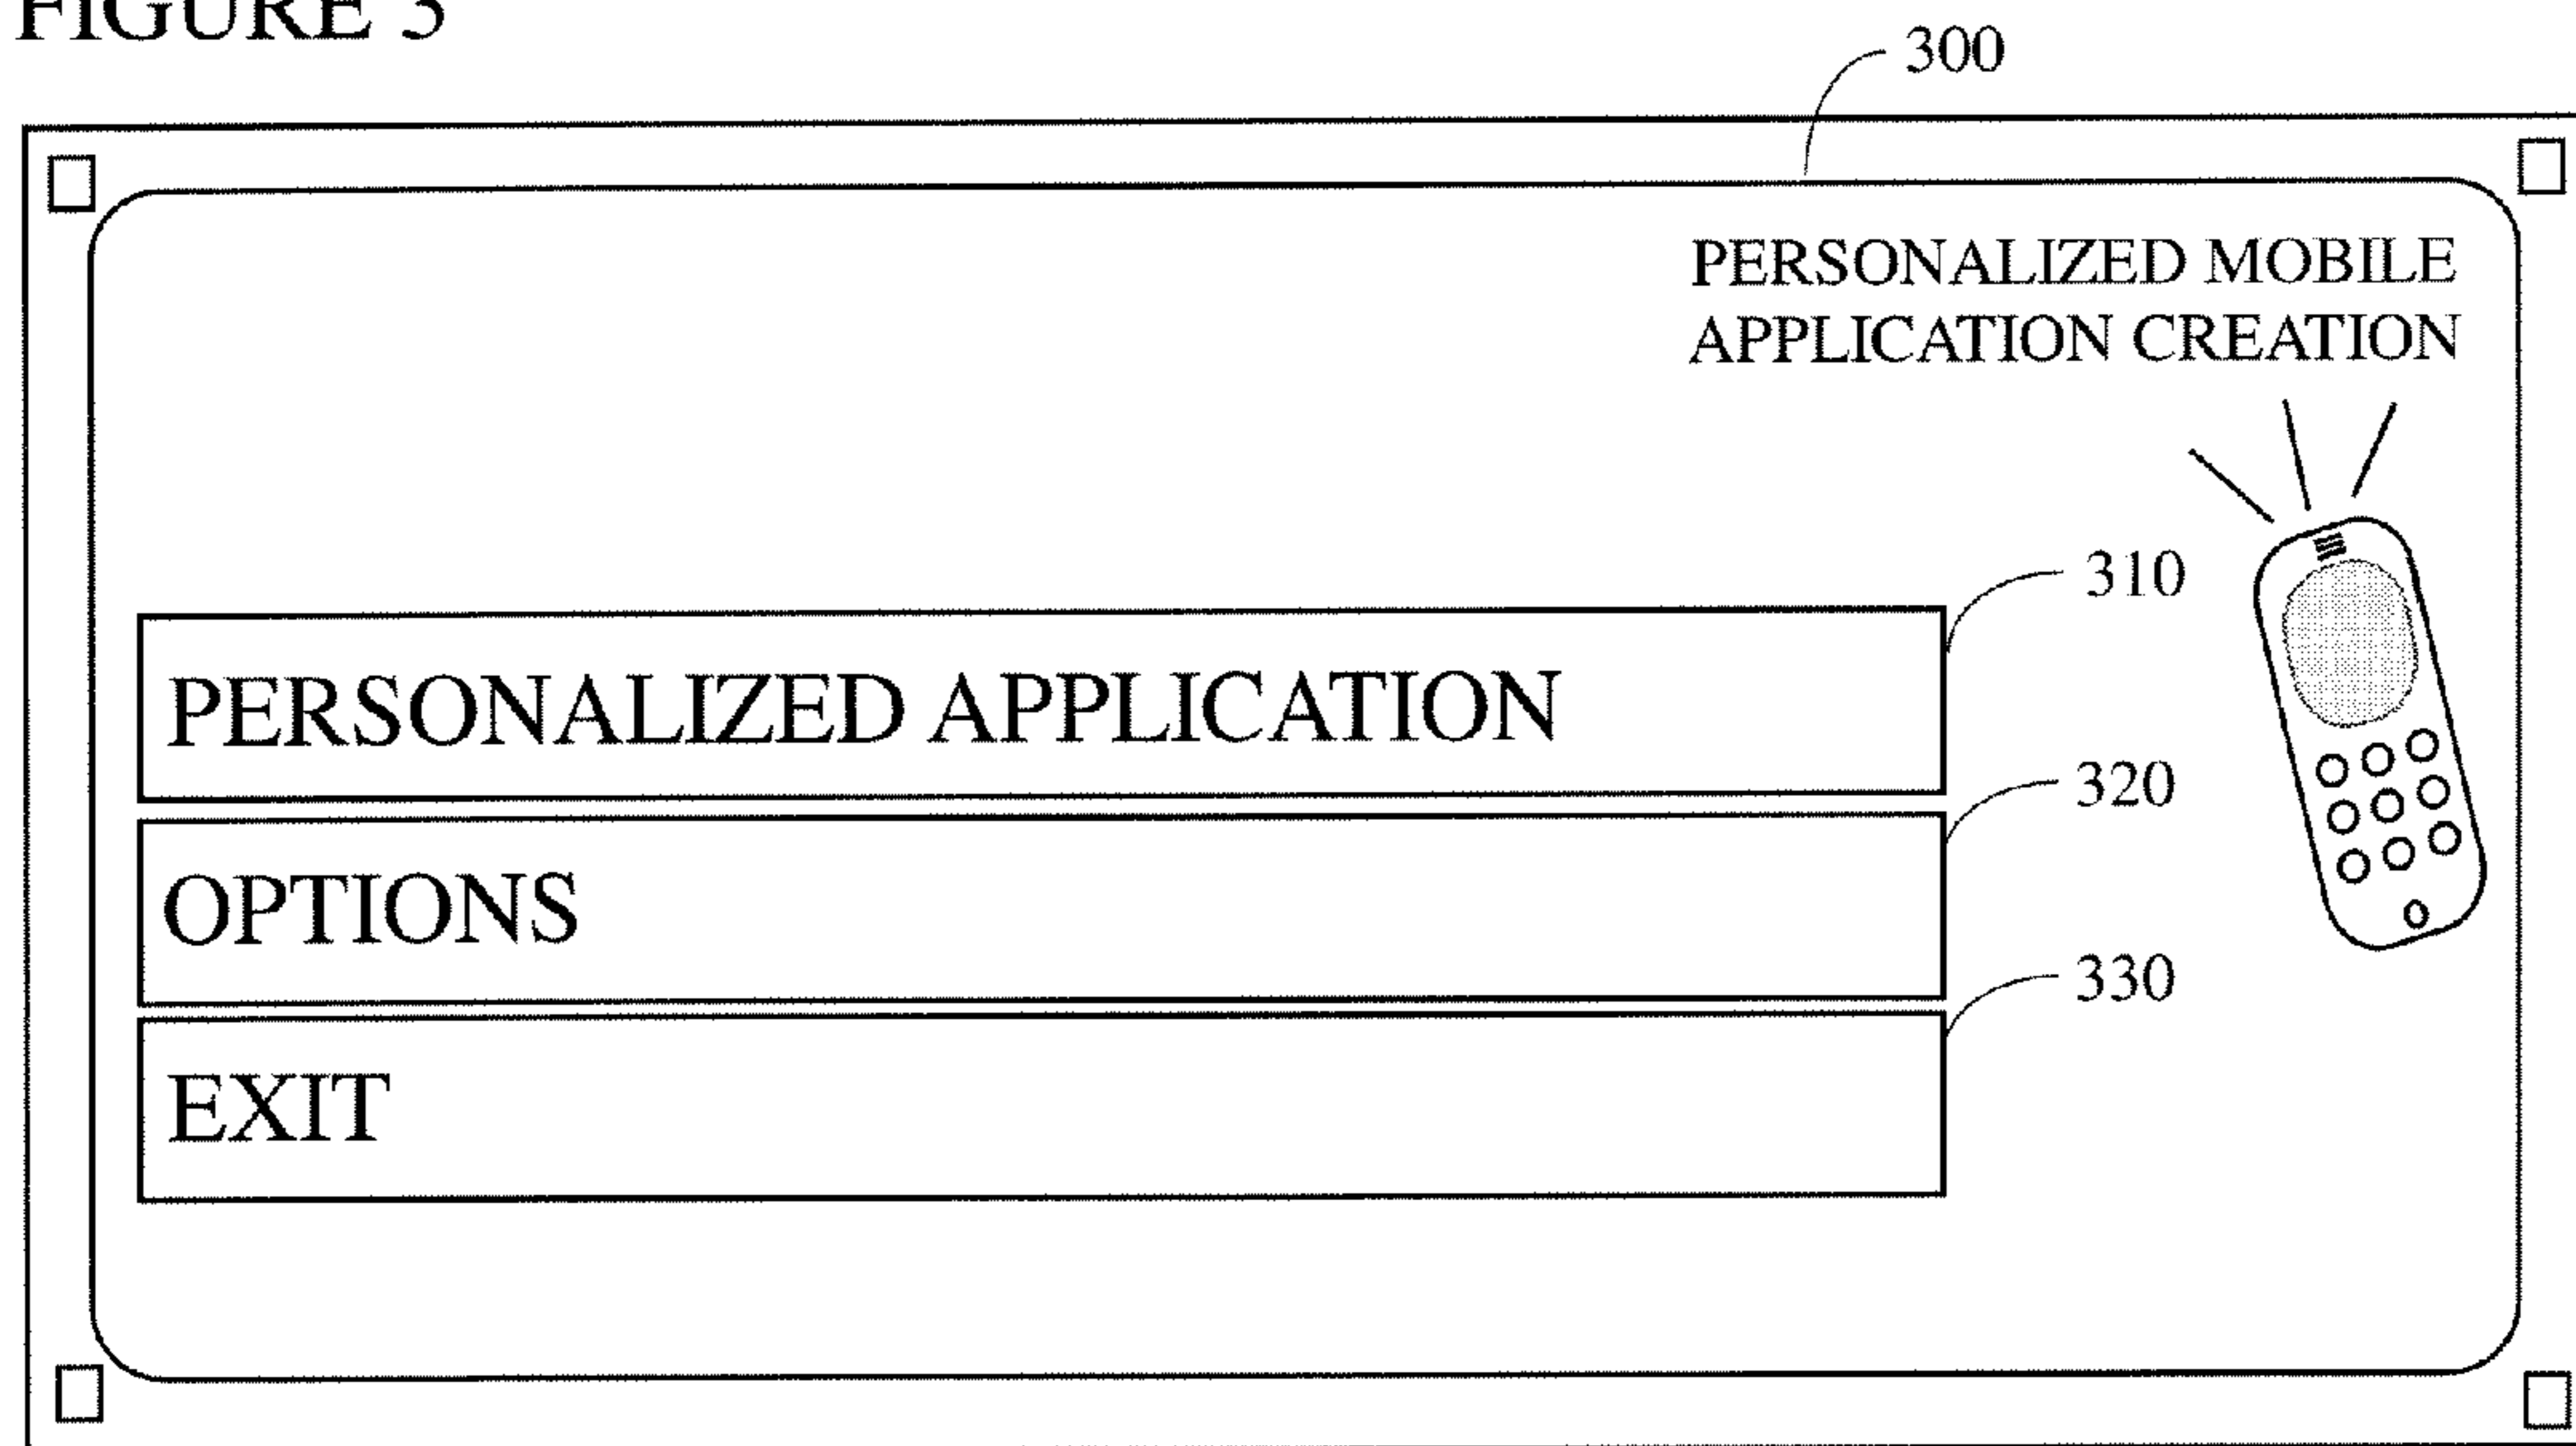 FIGURE 3
300
PERSONALIZED MOBILE
APPLICATION CREATION
310
PERSONALIZED APPLICATION
320
OPTIONS
330
EXIT